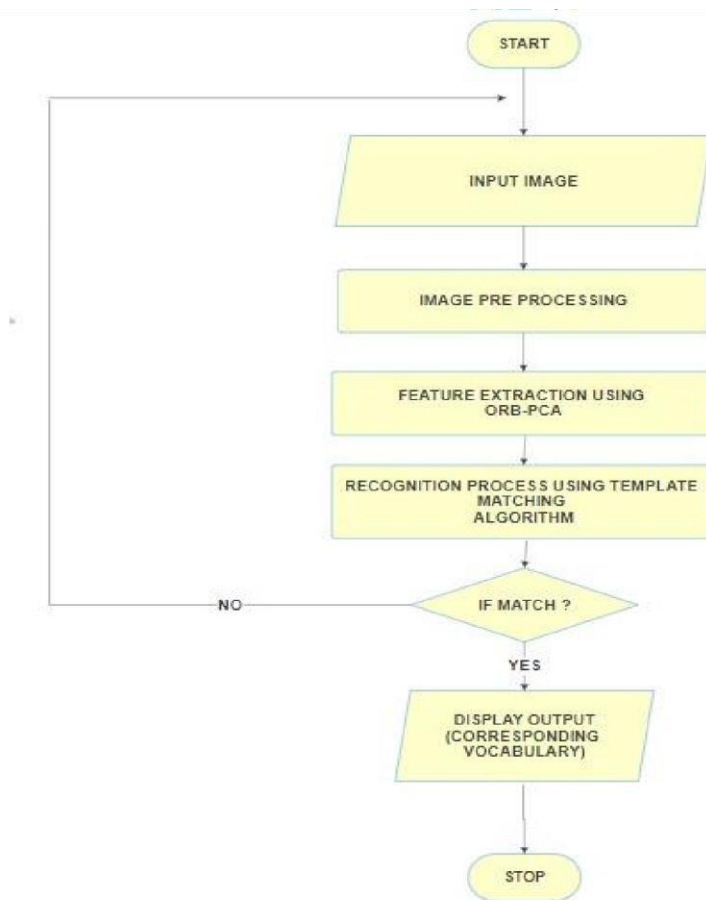 START
INPUT IMAGE
IMAGE PRE PROCESSING
FEATURE EXTRACTION USING
ORB-PCA
RECOGNITION PROCESS USING TEMPLATE
MATCHING
ALGORITHM
IF MATCH ?
NO
YES
DISPLAY OUTPUT
(CORRESPONDING
VOCABULARY)
STOP